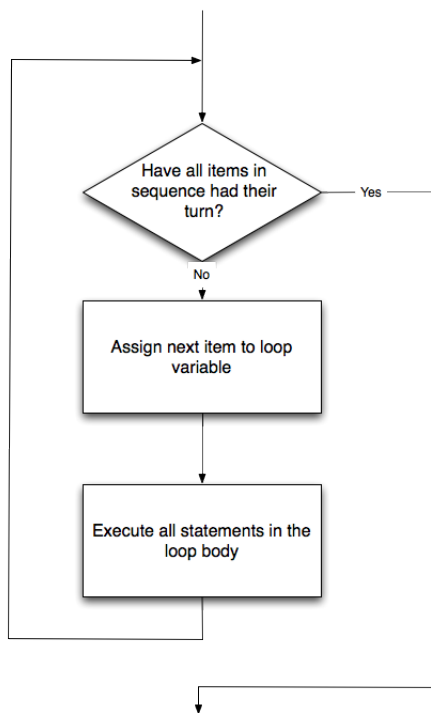 Have all items in
sequence had their
turn?
Yes
No
Assign next item to loop
variable
Execute all statements in the
loop body